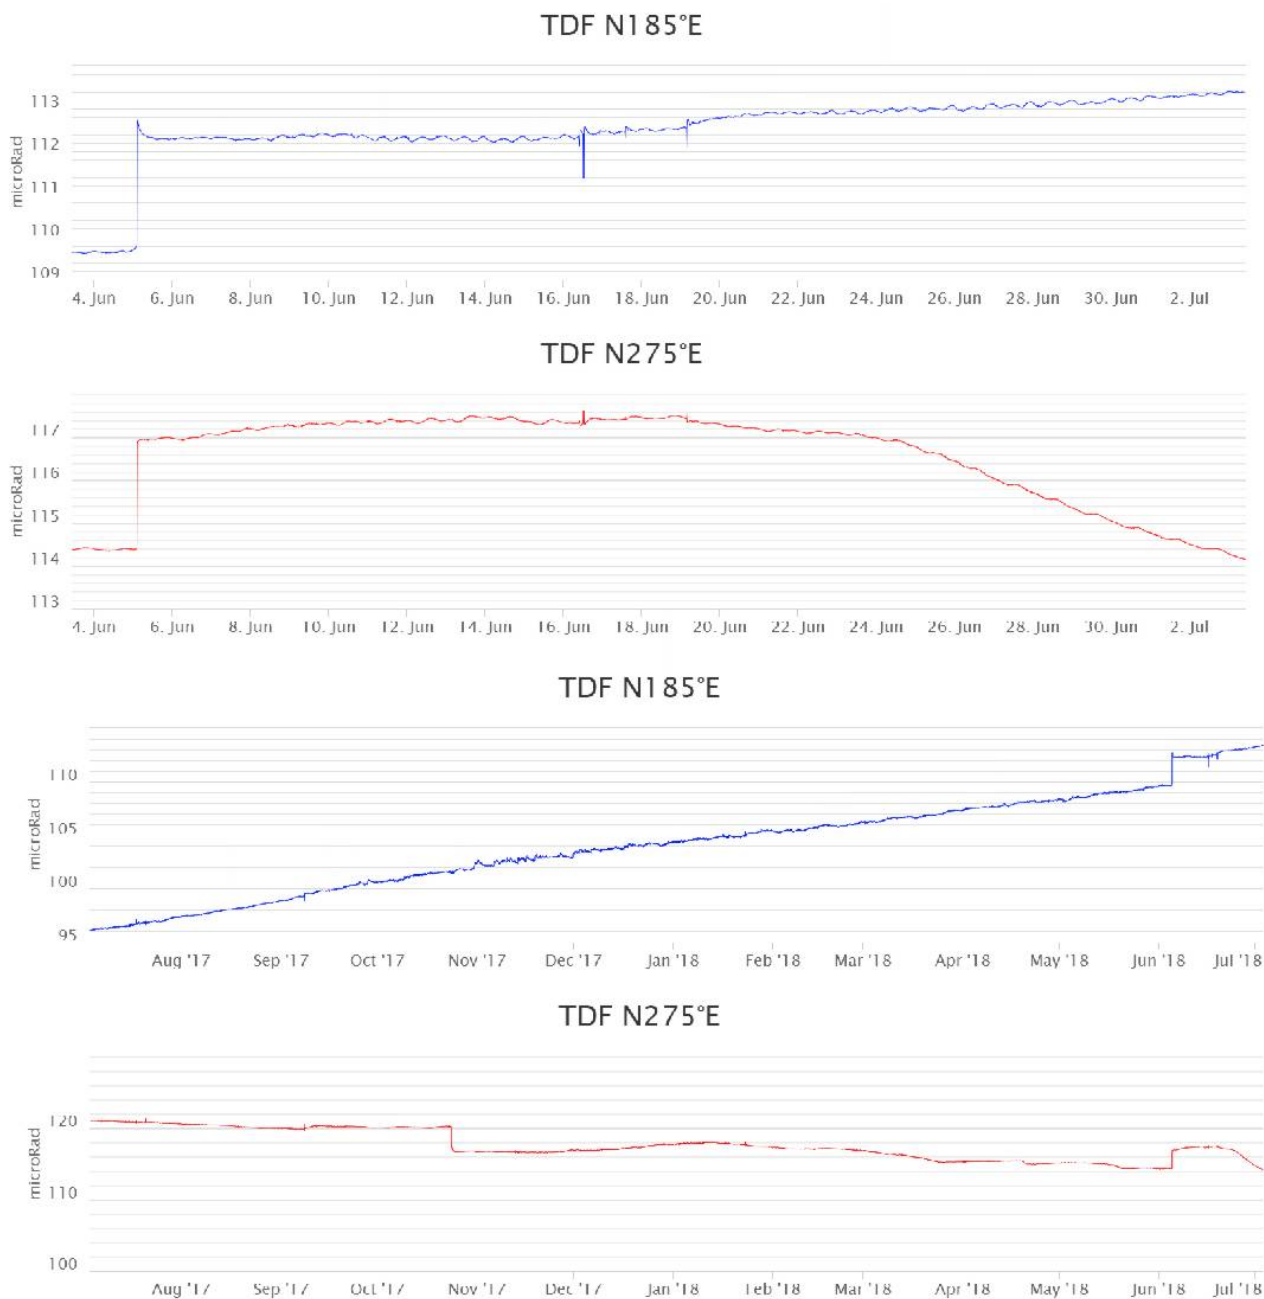 TDF N185°E
113
112
111
110
109
microRad
4. Jun 6. Jun 8. Jun 10. Jun 12. Jun 14. Jun 16. Jun 18. Jun 20. Jun 22. Jun 24. Jun 26. Jun 28. Jun 30. Jun 2. Jul
TDF N275°E
117
116
115
114
113
microRad
4. Jun 6. Jun 8. Jun 10. Jun 12. Jun 14. Jun 16. Jun 18. Jun 20. Jun 22. Jun 24. Jun 26. Jun 28. Jun 30. Jun 2. Jul
TDF N185°E
110
105
100
95
microRad
Aug '17 Sep '17 Oct '17 Nov '17 Dec '17 Jan '18 Feb '18 Mar '18 Apr '18 May '18 Jun '18 Jul '18
TDF N275°E
120
110
100
microRad
Aug '17 Sep '17 Oct '17 Nov '17 Dec '17 Jan '18 Feb '18 Mar '18 Apr '18 May '18 Jun '18 Jul '18